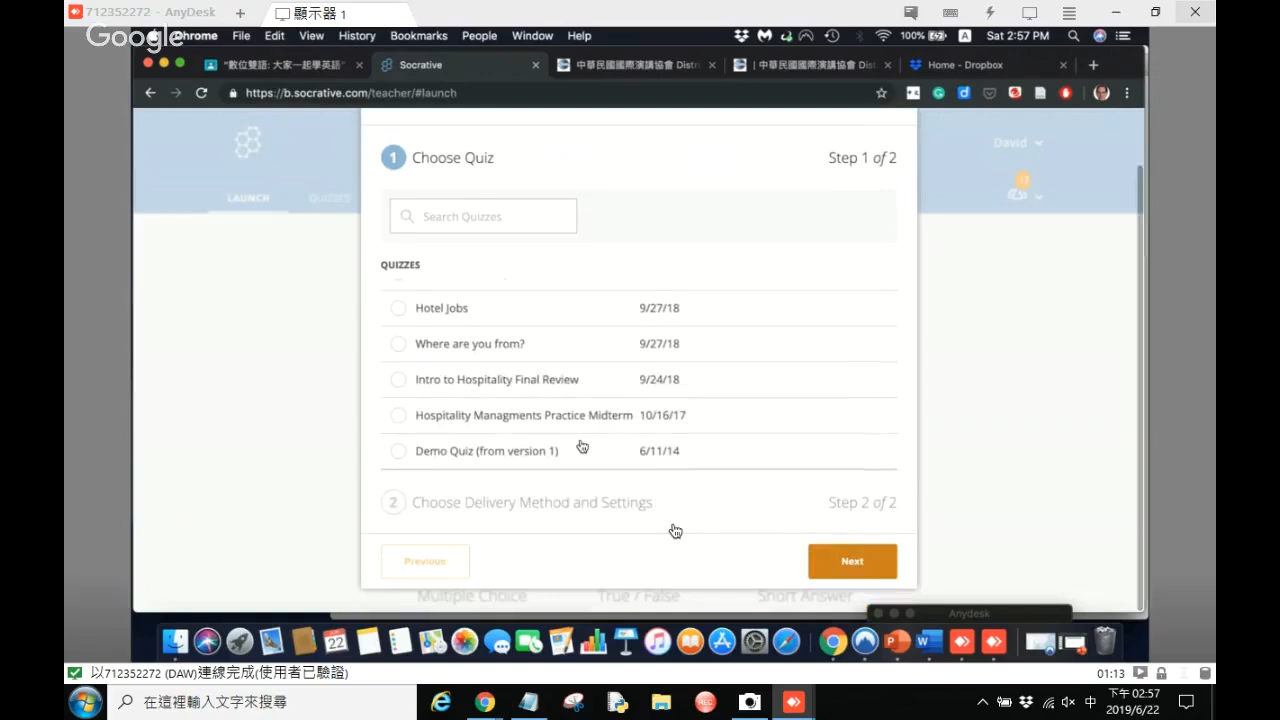 712352272 - AnyDesk
顯示器 1
Google
Chrome File Edit View History Bookmarks People Window Help
100% A Sat 2:57 PM
"數位雙語: 大家一起學英語"
Socrative
中華民國國際演講協會 Distri
| 中華民國國際演講協會 Dist
Home - Dropbox
https://b.socrative.com/teacher/#launch
David
LAUNCH
QUIZZES
1 Choose Quiz
Step 1 of 2
Search Quizzes
QUIZZES
Hotel Jobs 9/27/18
Where are you from? 9/27/18
Intro to Hospitality Final Review 9/24/18
Hospitality Managments Practice Midterm 10/16/17
Demo Quiz (from version 1) 6/11/14
2 Choose Delivery Method and Settings
Step 2 of 2
Previous
Next
Multiple Choice True / False Short Answer
Anydesk
22
以712352272 (DAW)連線完成(使用者已驗證)
01:13
在這裡輸入文字來搜尋
REC
中
下午 02:57
2019/6/22